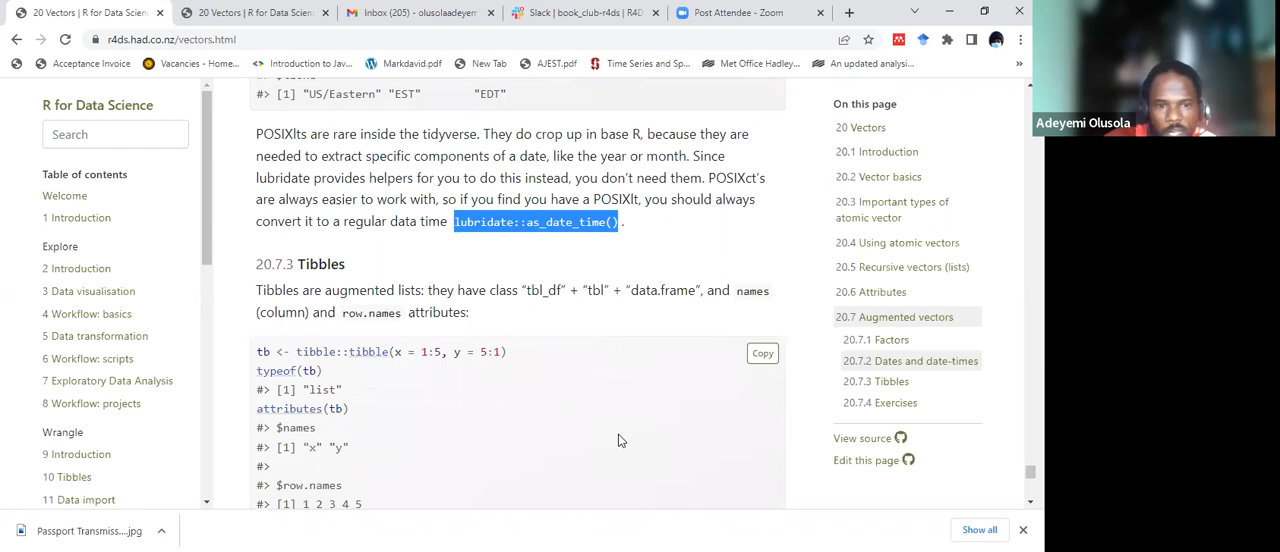 20 Vectors | R for Data Science
20 Vectors | R for Data Scien
Inbox (205) - olusolaadeyem
Slack | book_club-r4ds | R4D
Post Attendee - Zoom
r4ds.had.co.nz/vectors.html
Acceptance Invoice
Vacancies - Home...
Introduction to Jav...
Markdavid.pdf
New Tab
AJEST.pdf
Time Series and Sp...
Met Office Hadley...
An updated analysi...
R for Data Science
Search
Table of contents
Welcome
1 Introduction
Explore
2 Introduction
3 Data visualisation
4 Workflow: basics
5 Data transformation
6 Workflow: scripts
7 Exploratory Data Analysis
8 Workflow: projects
Wrangle
9 Introduction
10 Tibbles
11 Data import
#> [1] "US/Eastern" "EST" "EDT"
POSIXlts are rare inside the tidyverse. They do crop up in base R, because they are
needed to extract specific components of a date, like the year or month. Since
lubridate provides helpers for you to do this instead, you don't need them. POSIXct's
are always easier to work with, so if you find you have a POSIXlt, you should always
convert it to a regular data time lubridate::as_date_time().
20.7.3 Tibbles
Tibbles are augmented lists: they have class "tbl_df" + "tbl" + "data.frame", and names
(column) and row.names attributes:
tb <- tibble::tibble(x = 1:5, y = 5:1)
Copy
typeof(tb)
#> [1] "list"
attributes(tb)
#> $names
#> [1] "x" "y"
#>
#> $row.names
#> [1] 1 2 3 4 5
On this page
20 Vectors
20.1 Introduction
20.2 Vector basics
20.3 Important types of
atomic vector
20.4 Using atomic vectors
20.5 Recursive vectors (lists)
20.6 Attributes
20.7 Augmented vectors
20.7.1 Factors
20.7.2 Dates and date-times
20.7.3 Tibbles
20.7.4 Exercises
View source
Edit this page
Adeyemi Olusola
Passport Transmiss....jpg
Show all